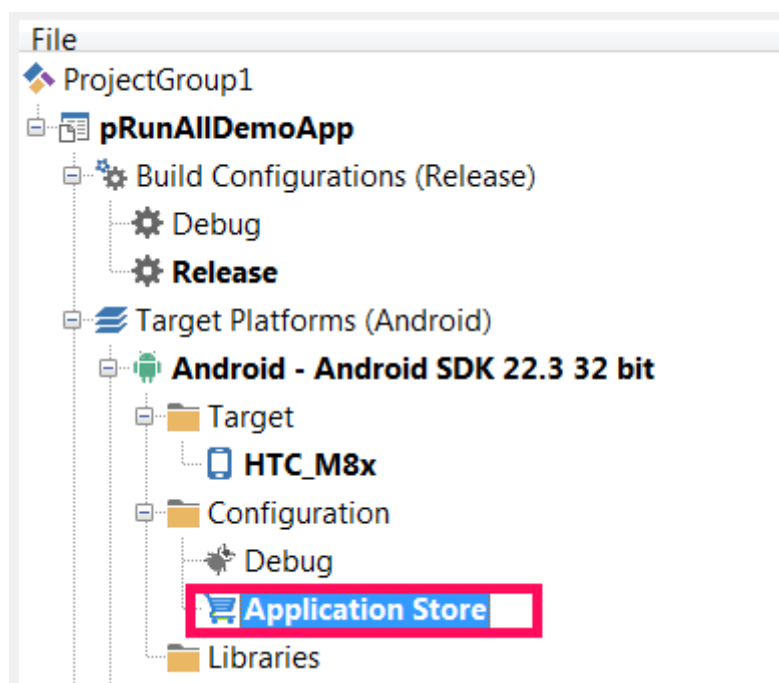 File
ProjectGroup1
pRunAllDemoApp
Build Configurations (Release)
Debug
Release
Target Platforms (Android)
Android - Android SDK 22.3 32 bit
Target
HTC_M8x
Configuration
Debug
Application Store
Libraries